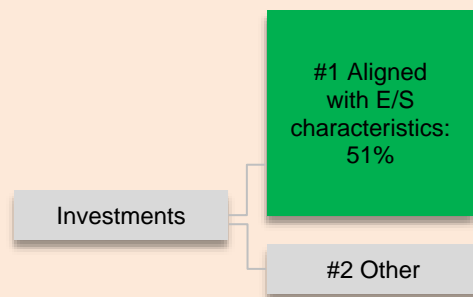 #1 Aligned
with E/S
characteristics:
51%
Investments
#2 Other